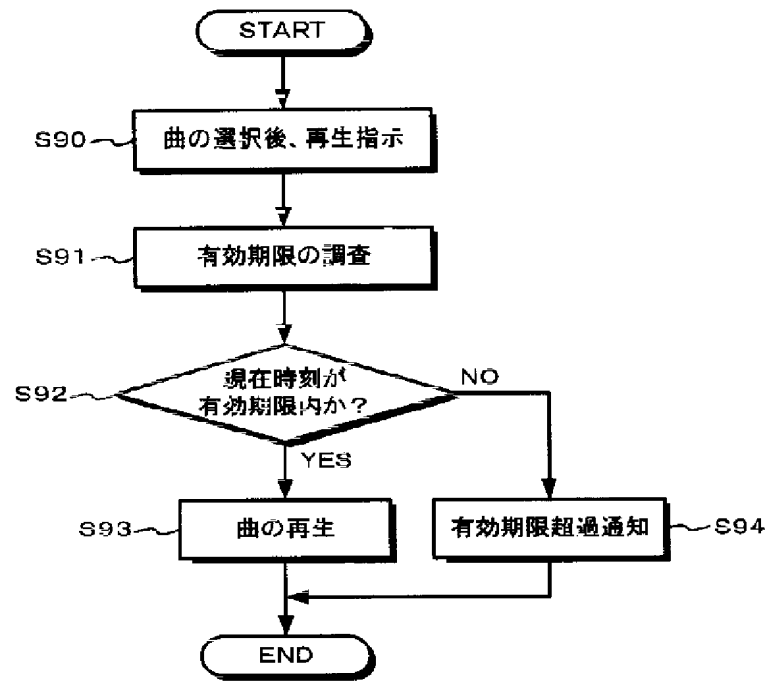 START
S90
曲の選択後、再生指示
S91
有効期限の調査
S92
現在時刻が
有効期限内か？
NO
YES
S93
曲の再生
有効期限超過通知
S94
END